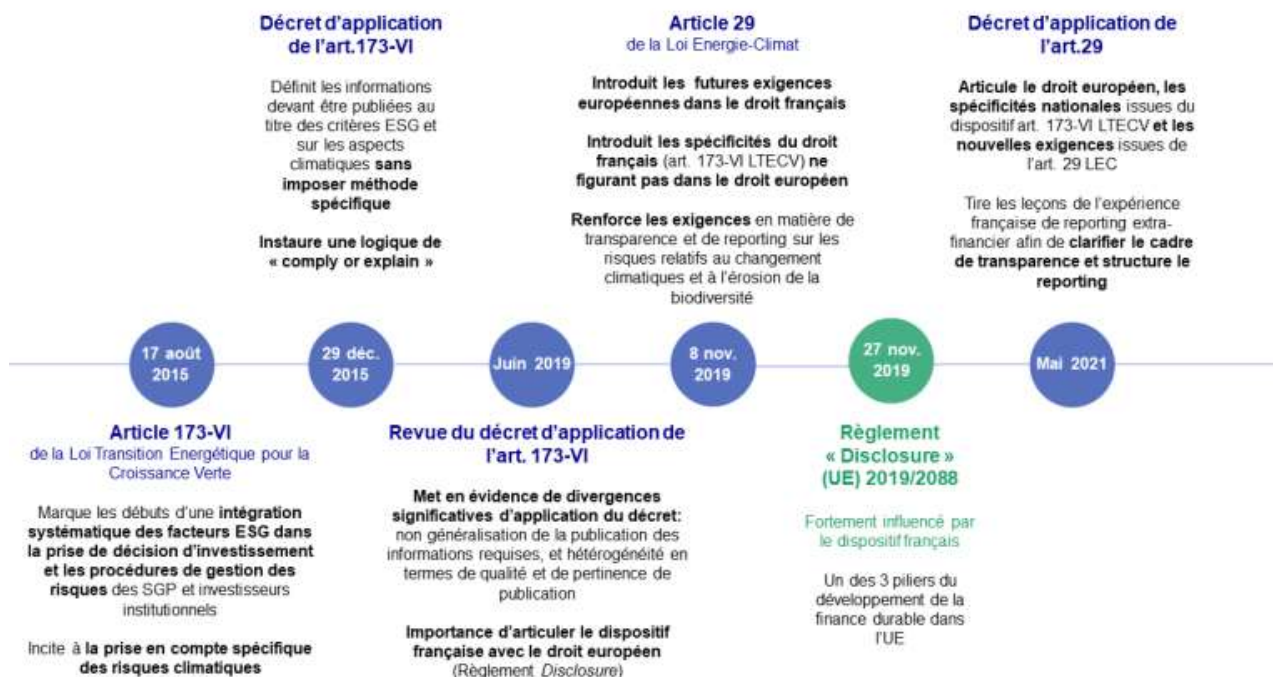 Décret d'application
de l'art.173-VI
Définit les informations
devant être publiées au
titre des critères ESG et
sur les aspects
climatiques sans
imposer méthode
spécifique
Instaure une logique de
« comply or explain »
Article 29
de la Loi Energie-Climat
Introduit les futures exigences
européennes dans le droit français
Introduit les spécificités du droit
français (art. 173-VI LTECV) ne
figurant pas dans le droit européen
Renforce les exigences en matière de
transparence et de reporting sur les
risques relatifs au changement
climatiques et à l'érosion de la
biodiversité
Décret d'application de
l'art.29
Articule le droit européen, les
spécificités nationales issues du
dispositif art. 173-VI LTECV et les
nouvelles exigences issues de
l'art. 29 LEC
Tire les leçons de l'expérience
française de reporting extra-
financier afin de clarifier le cadre
de transparence et structure le
reporting
17 août
2015
29 déc.
2015
Juin 2019
8 nov.
2019
27 nov.
2019
Mai 2021
Article 173-VI
de la Loi Transition Energétique pour la
Croissance Verte
Marque les débuts d'une intégration
systématique des facteurs ESG dans
la prise de décision d'investissement
et les procédures de gestion des
risques des SGP et investisseurs
institutionnels
Incite à la prise en compte spécifique
des risques climatiques
Revue du décret d'application de
l'art. 173-VI
Met en évidence de divergences
significatives d'application du décret:
non généralisation de la publication des
informations requises, et hétérogénéité en
termes de qualité et de pertinence de
publication
Importance d'articuler le dispositif
française avec le droit européen
(Règlement Disclosure)
Règlement
« Disclosure »
(UE) 2019/2088
Fortement influencé par
le dispositif français
Un des 3 piliers du
développement de la
finance durable dans
l'UE